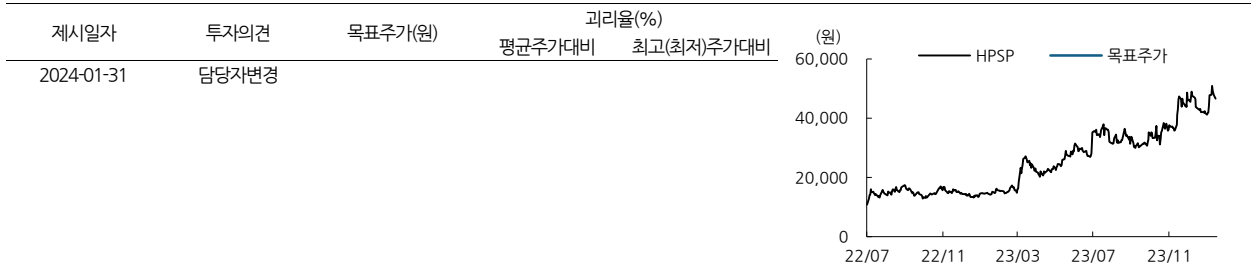 제시일자 투자의견 목표주가(원) 괴리율(%)
평균주가대비 최고(최저)주가대비
2024-01-31 담당자변경
(원)
HPSP 목표주가
60,000
40,000
20,000
0
22/07 22/11 23/03 23/07 23/11